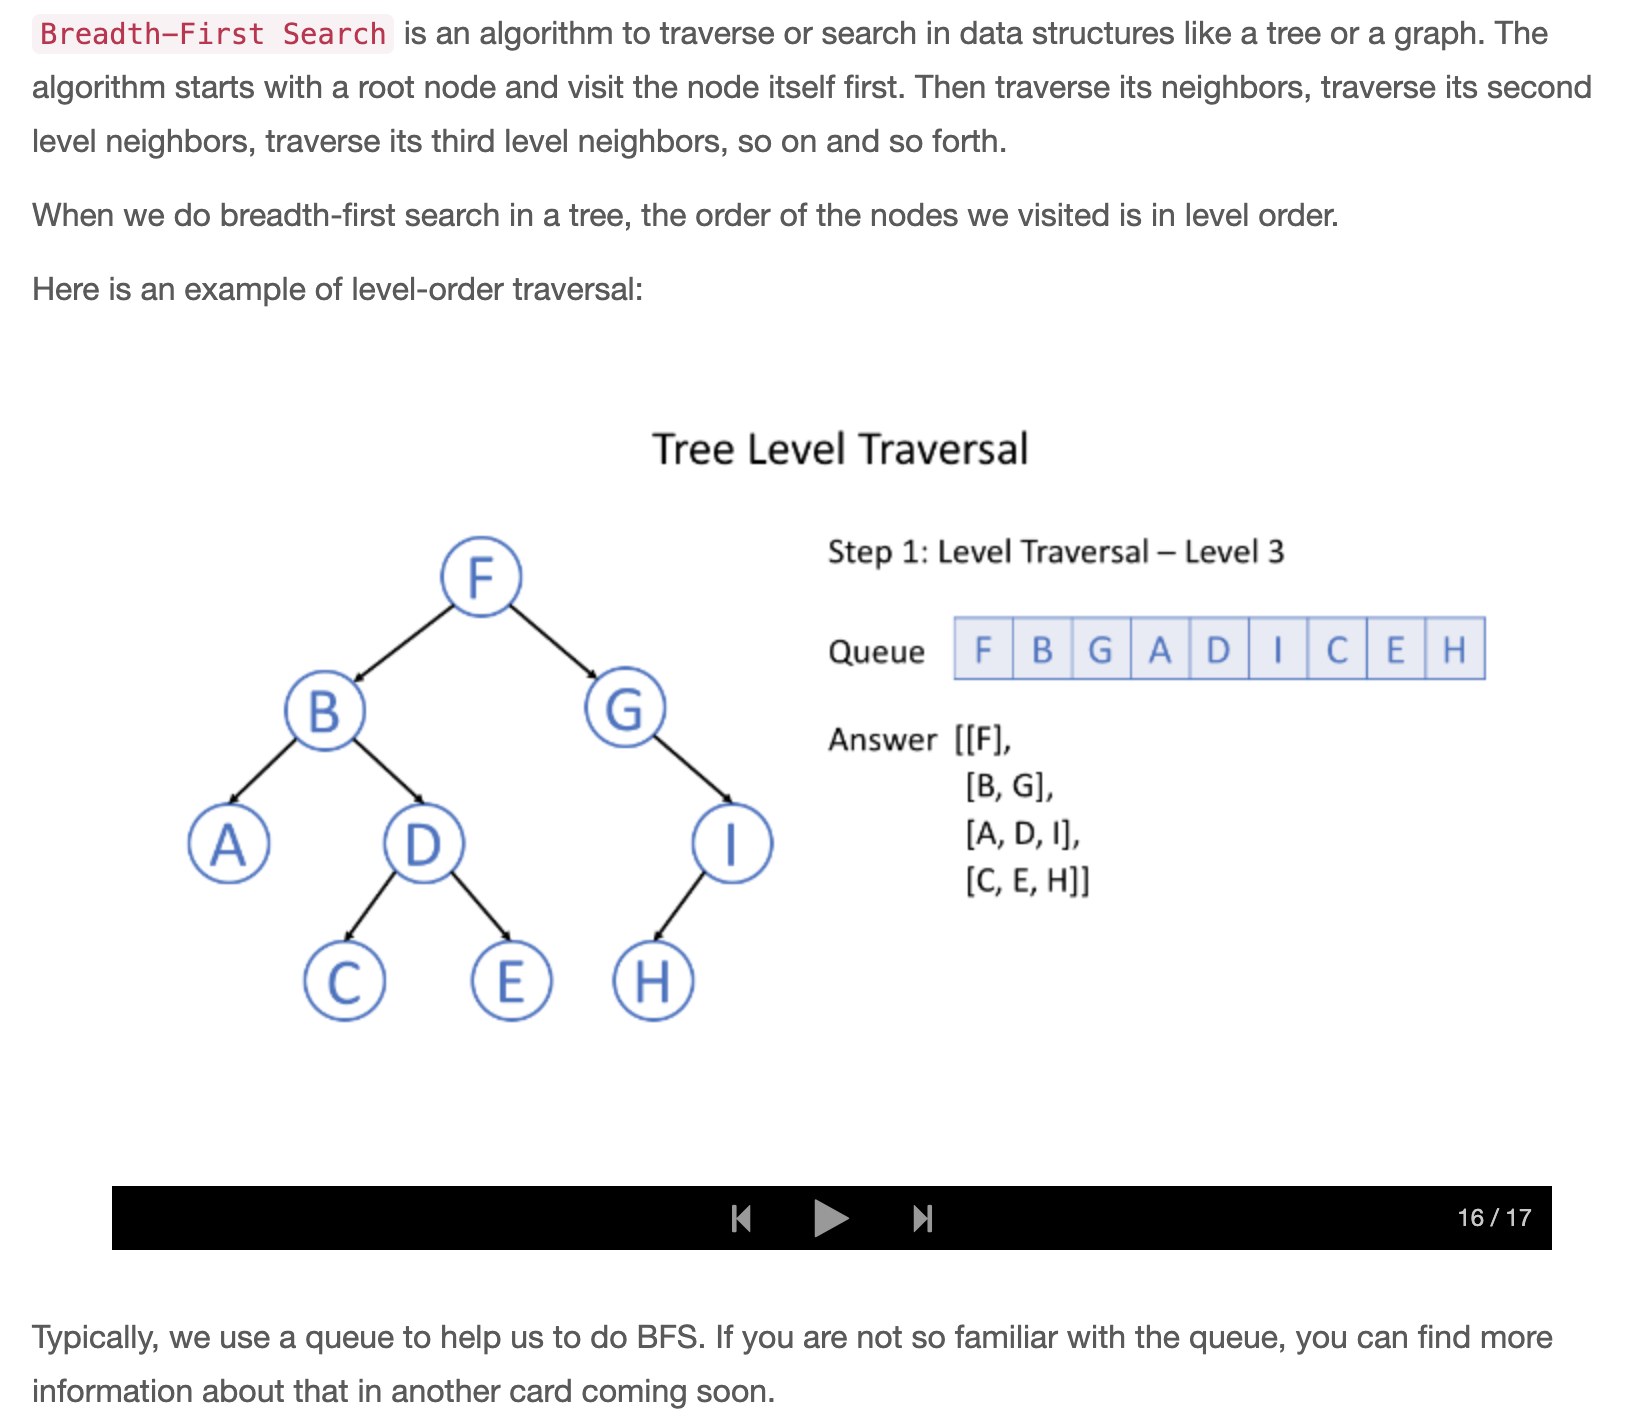 Breadth-First Search is an algorithm to traverse or search in data structures like a tree or a graph. The
algorithm starts with a root node and visit the node itself first. Then traverse its neighbors, traverse its second
level neighbors, traverse its third level neighbors, so on and so forth.
When we do breadth-first search in a tree, the order of the nodes we visited is in level order.
Here is an example of level-order traversal:
Tree Level Traversal
F
B G
A D I
C E H
Step 1: Level Traversal – Level 3
Queue F B G A D I C E H
Answer [[F],
[B, G],
[A, D, I],
[C, E, H]]
16 / 17
Typically, we use a queue to help us to do BFS. If you are not so familiar with the queue, you can find more
information about that in another card coming soon.